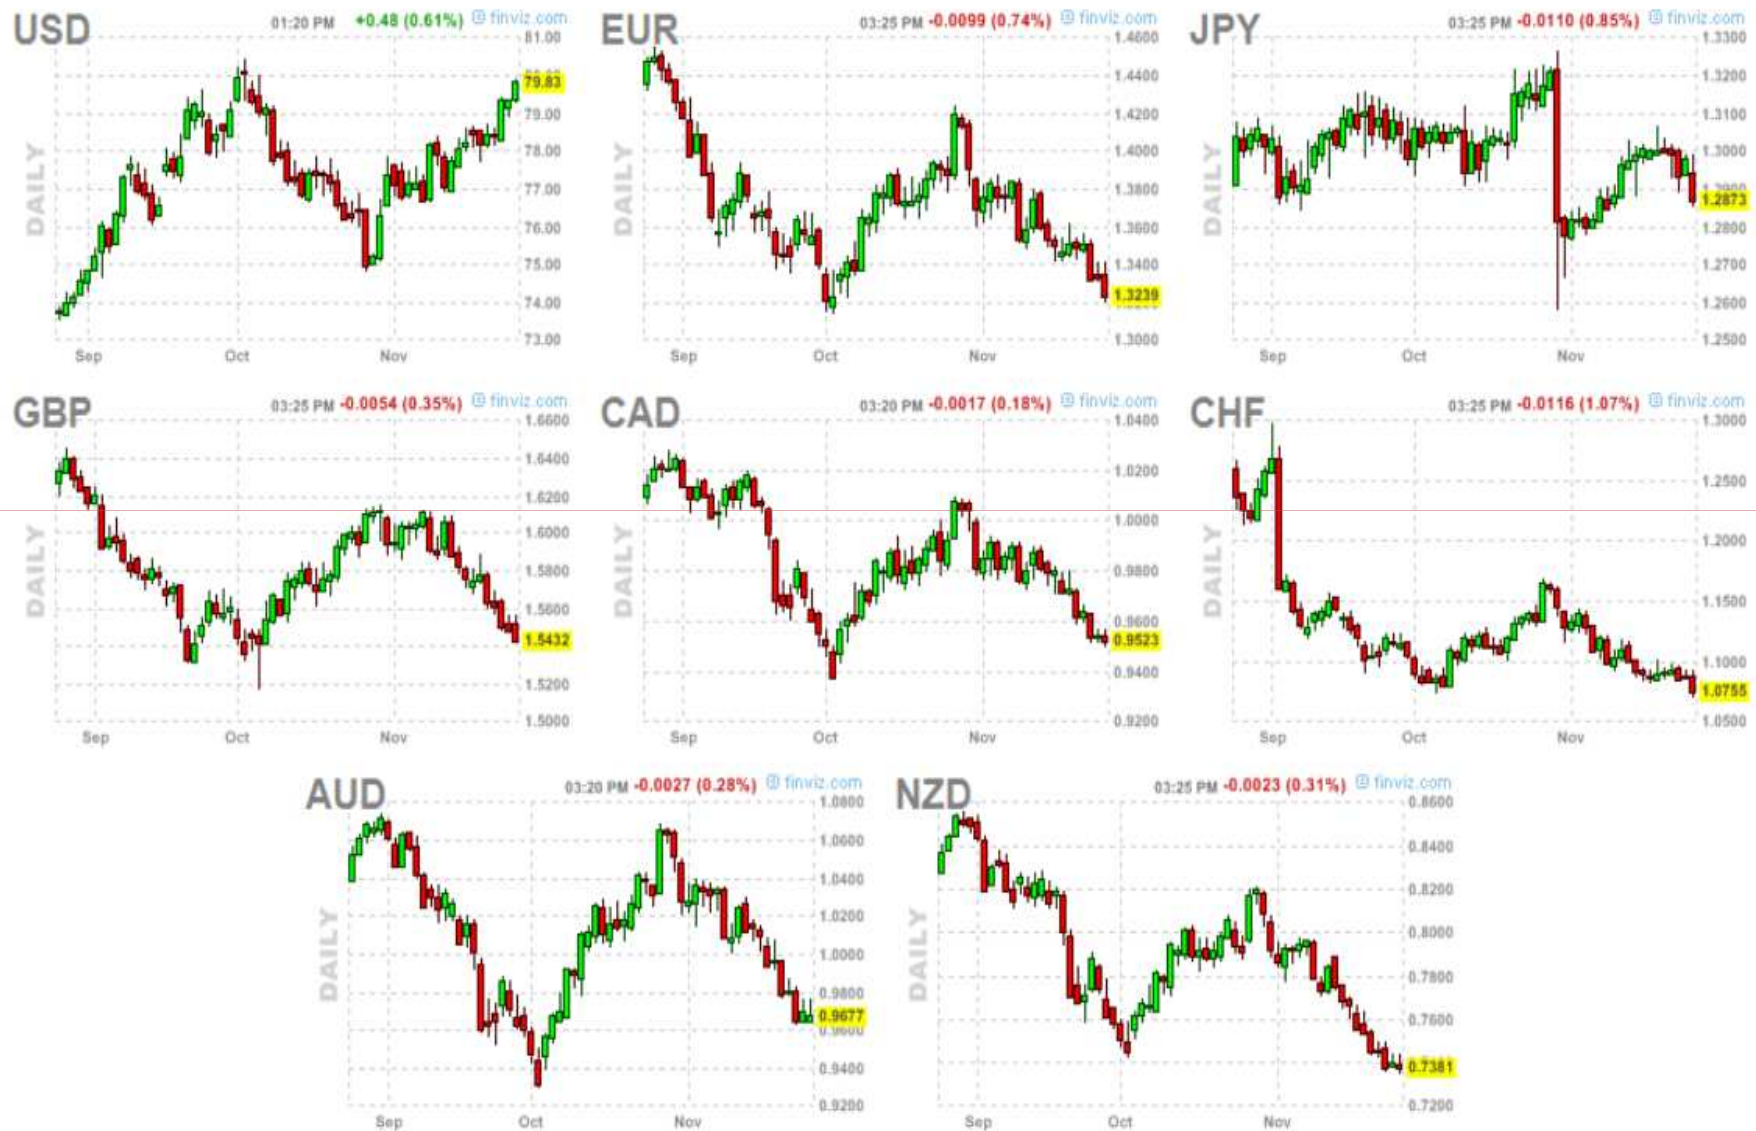 USD 01:20 PM +0.48 (0.61%) finviz.com
81.00
79.83
79.00
78.00
77.00
76.00
75.00
74.00
73.00
DAILY
Sep Oct Nov
EUR 03:25 PM -0.0099 (0.74%) finviz.com
1.4600
1.4400
1.4200
1.4000
1.3800
1.3600
1.3400
1.3239
1.3000
DAILY
Sep Oct Nov
JPY 03:25 PM -0.0110 (0.85%) finviz.com
1.3300
1.3200
1.3100
1.3000
1.2900
1.2873
1.2800
1.2700
1.2600
1.2500
DAILY
Sep Oct Nov
GBP 03:25 PM -0.0054 (0.35%) finviz.com
1.6600
1.6400
1.6200
1.6000
1.5800
1.5600
1.5432
1.5200
1.5000
DAILY
Sep Oct Nov
CAD 03:20 PM -0.0017 (0.18%) finviz.com
1.0400
1.0200
1.0000
0.9800
0.9600
0.9523
0.9400
0.9200
DAILY
Sep Oct Nov
CHF 03:25 PM -0.0116 (1.07%) finviz.com
1.3000
1.2500
1.2000
1.1500
1.1000
1.0755
1.0500
DAILY
Sep Oct Nov
AUD 03:20 PM -0.0027 (0.28%) finviz.com
1.0800
1.0600
1.0400
1.0200
1.0000
0.9800
0.9677
0.9600
0.9400
0.9200
DAILY
Sep Oct Nov
NZD 03:25 PM -0.0023 (0.31%) finviz.com
0.8600
0.8400
0.8200
0.8000
0.7800
0.7600
0.7381
0.7200
DAILY
Sep Oct Nov